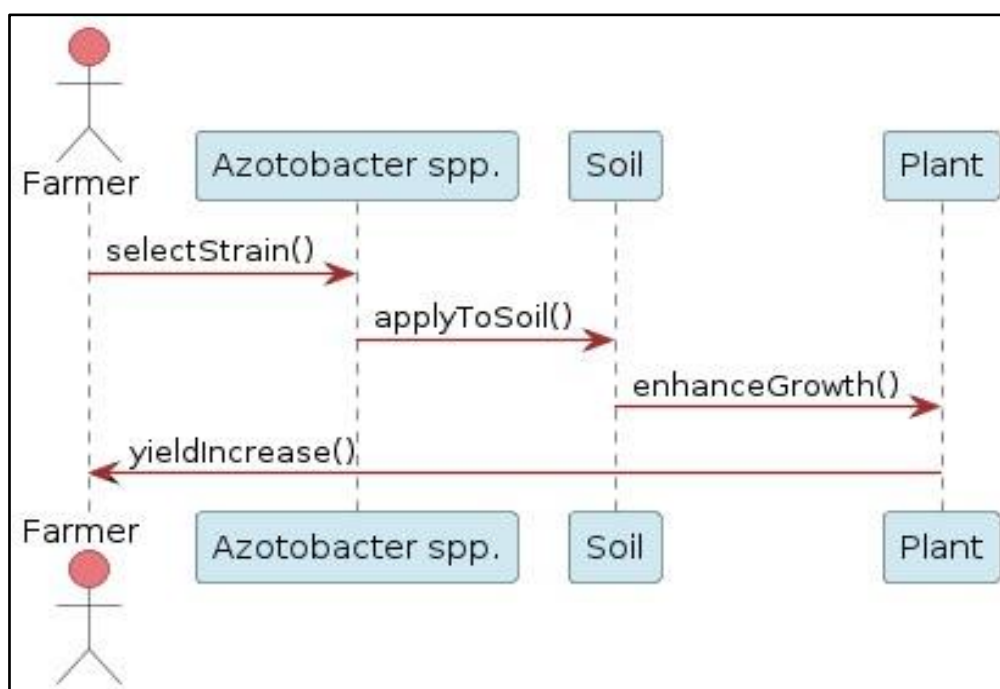 Farmer
Azotobacter spp.
Soil
Plant
selectStrain()
applyToSoil()
enhanceGrowth()
yieldIncrease()
Farmer
Azotobacter spp.
Soil
Plant